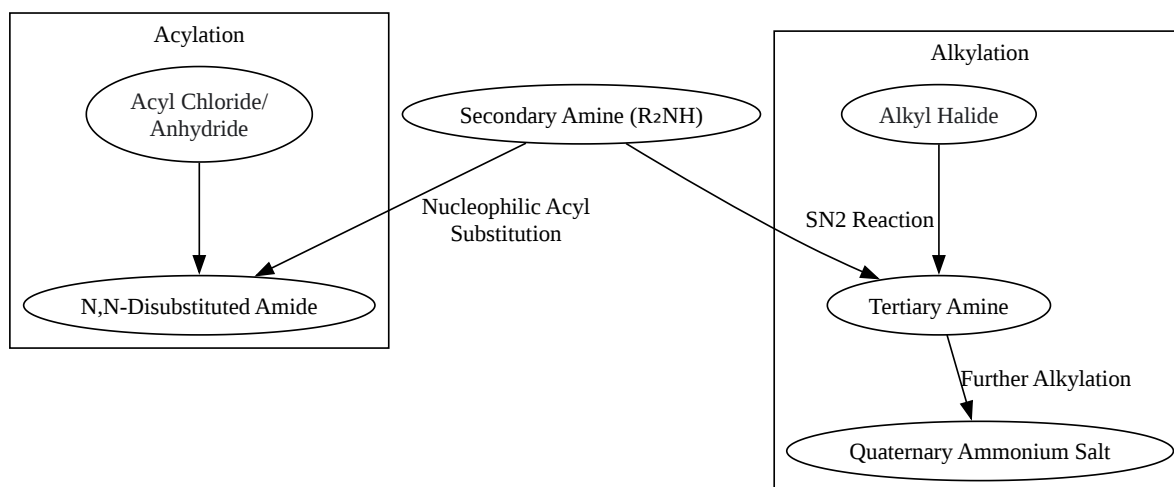 Acylation
Acyl Chloride/
Anhydride
Secondary Amine (R₂NH)
Alkylation
Alkyl Halide
Nucleophilic Acyl
Substitution
SN2 Reaction
N,N-Disubstituted Amide
Tertiary Amine
Further Alkylation
Quaternary Ammonium Salt